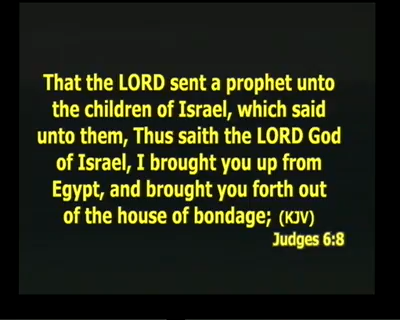 That the LORD sent a prophet unto
the children of Israel, which said
unto them, Thus saith the LORD God
of Israel, I brought you up from
Egypt, and brought you forth out
of the house of bondage; (KJV)
Judges 6:8